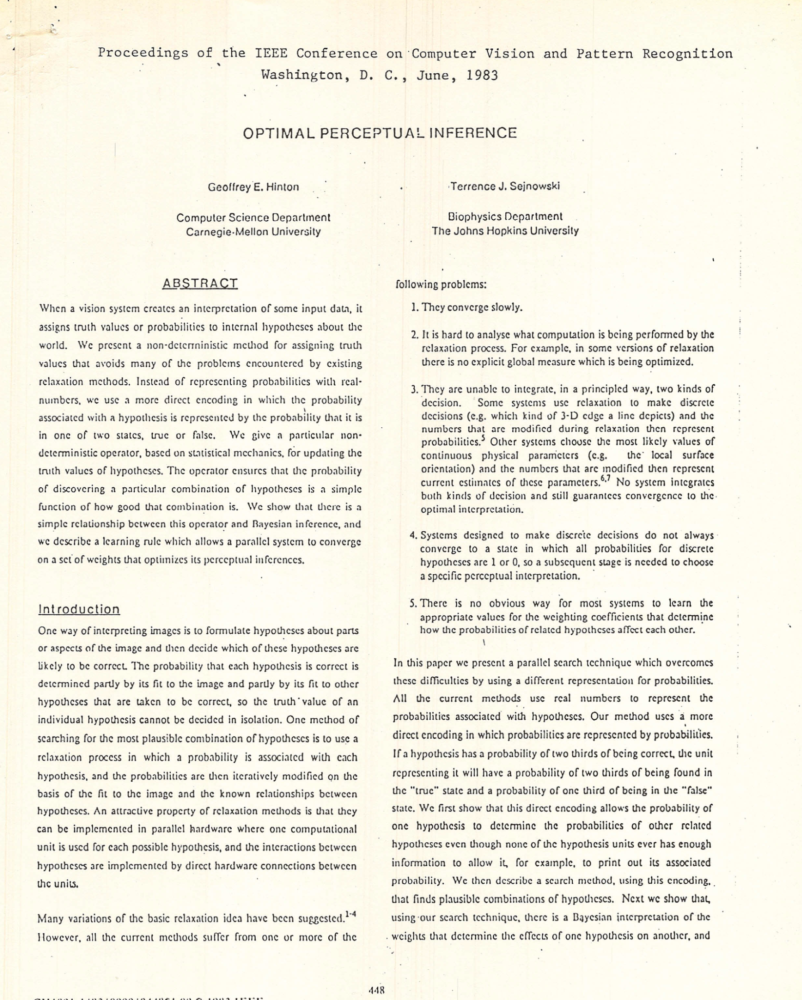 Proceedings of the IEEE Conference on Computer Vision and Pattern Recognition
Washington, D. C., June, 1983
OPTIMAL PERCEPTUAL INFERENCE
Geoffrey E. Hinton
Computer Science Department
Carnegie-Mellon University
Terrence J. Sejnowski
Biophysics Department
The Johns Hopkins University
ABSTRACT
When a vision system creates an interpretation of some input data, it
assigns truth values or probabilities to internal hypotheses about the
world. We present a non-deterministic method for assigning truth
values that avoids many of the problems encountered by existing
relaxation methods. Instead of representing probabilities with real-
numbers, we use a more direct encoding in which the probability
associated with a hypothesis is represented by the probability that it is
in one of two states, true or false. We give a particular non-
deterministic operator, based on statistical mechanics, for updating the
truth values of hypotheses. The operator ensures that the probability
of discovering a particular combination of hypotheses is a simple
function of how good that combination is. We show that there is a
simple relationship between this operator and Bayesian inference, and
we describe a learning rule which allows a parallel system to converge
on a set of weights that optimizes its perceptual inferences.
Introduction
One way of interpreting images is to formulate hypotheses about parts
or aspects of the image and then decide which of these hypotheses are
likely to be correct. The probability that each hypothesis is correct is
determined partly by its fit to the image and partly by its fit to other
hypotheses that are taken to be correct, so the truth value of an
individual hypothesis cannot be decided in isolation. One method of
searching for the most plausible combination of hypotheses is to use a
relaxation process in which a probability is associated with each
hypothesis, and the probabilities are then iteratively modified on the
basis of the fit to the image and the known relationships between
hypotheses. An attractive property of relaxation methods is that they
can be implemented in parallel hardware where one computational
unit is used for each possible hypothesis, and the interactions between
hypotheses are implemented by direct hardware connections between
the units.
Many variations of the basic relaxation idea have been suggested.1-4
However, all the current methods suffer from one or more of the
following problems:
1. They converge slowly.
2. It is hard to analyse what computation is being performed by the
relaxation process. For example, in some versions of relaxation
there is no explicit global measure which is being optimized.
3. They are unable to integrate, in a principled way, two kinds of
decision. Some systems use relaxation to make discrete
decisions (e.g. which kind of 3-D edge a line depicts) and the
numbers that are modified during relaxation then represent
probabilities.5 Other systems choose the most likely values of
continuous physical parameters (e.g. the local surface
orientation) and the numbers that are modified then represent
current estimates of these parameters.6,7 No system integrates
both kinds of decision and still guarantees convergence to the
optimal interpretation.
4. Systems designed to make discrete decisions do not always
converge to a state in which all probabilities for discrete
hypotheses are 1 or 0, so a subsequent stage is needed to choose
a specific perceptual interpretation.
5. There is no obvious way for most systems to learn the
appropriate values for the weighting coefficients that determine
how the probabilities of related hypotheses affect each other.
In this paper we present a parallel search technique which overcomes
these difficulties by using a different representation for probabilities.
All the current methods use real numbers to represent the
probabilities associated with hypotheses. Our method uses a more
direct encoding in which probabilities are represented by probabilities.
If a hypothesis has a probability of two thirds of being correct, the unit
representing it will have a probability of two thirds of being found in
the "true" state and a probability of one third of being in the "false"
state. We first show that this direct encoding allows the probability of
one hypothesis to determine the probabilities of other related
hypotheses even though none of the hypothesis units ever has enough
information to allow it, for example, to print out its associated
probability. We then describe a search method, using this encoding,
that finds plausible combinations of hypotheses. Next we show that,
using our search technique, there is a Bayesian interpretation of the
weights that determine the effects of one hypothesis on another, and
448